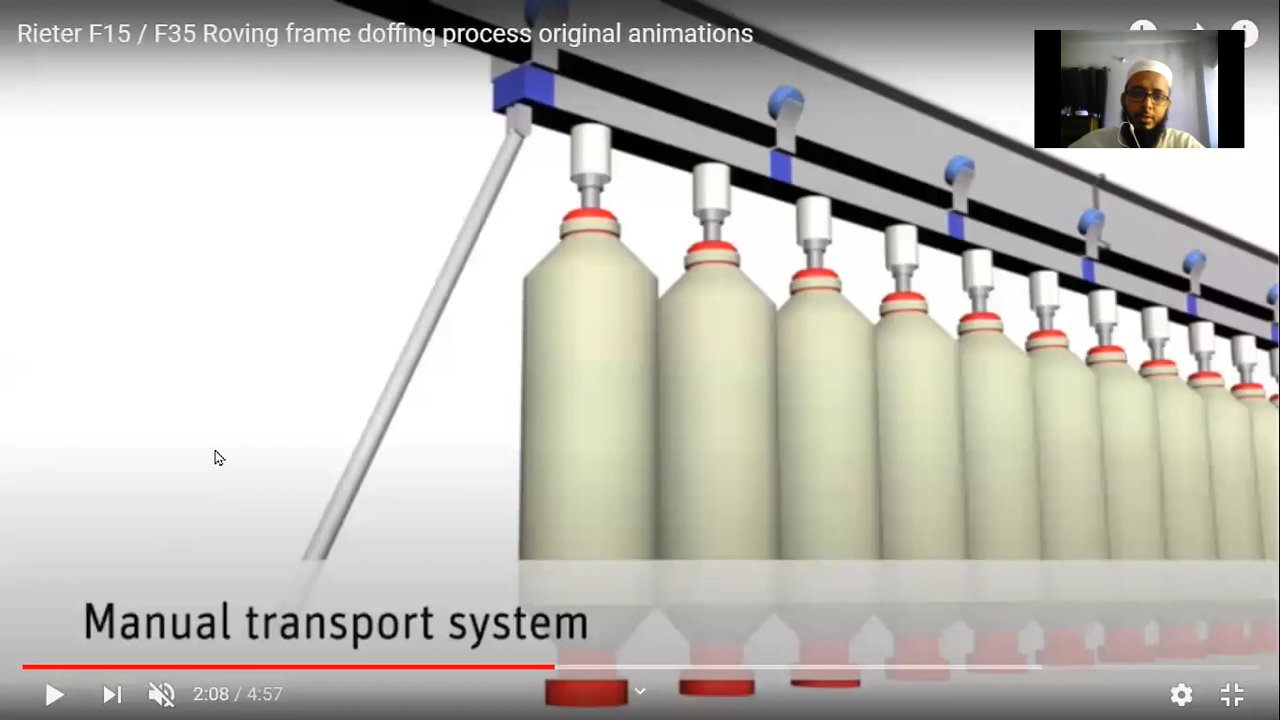 Rieter F15 / F35 Roving frame doffing process original animations
Manual transport system
2:08 / 4:57